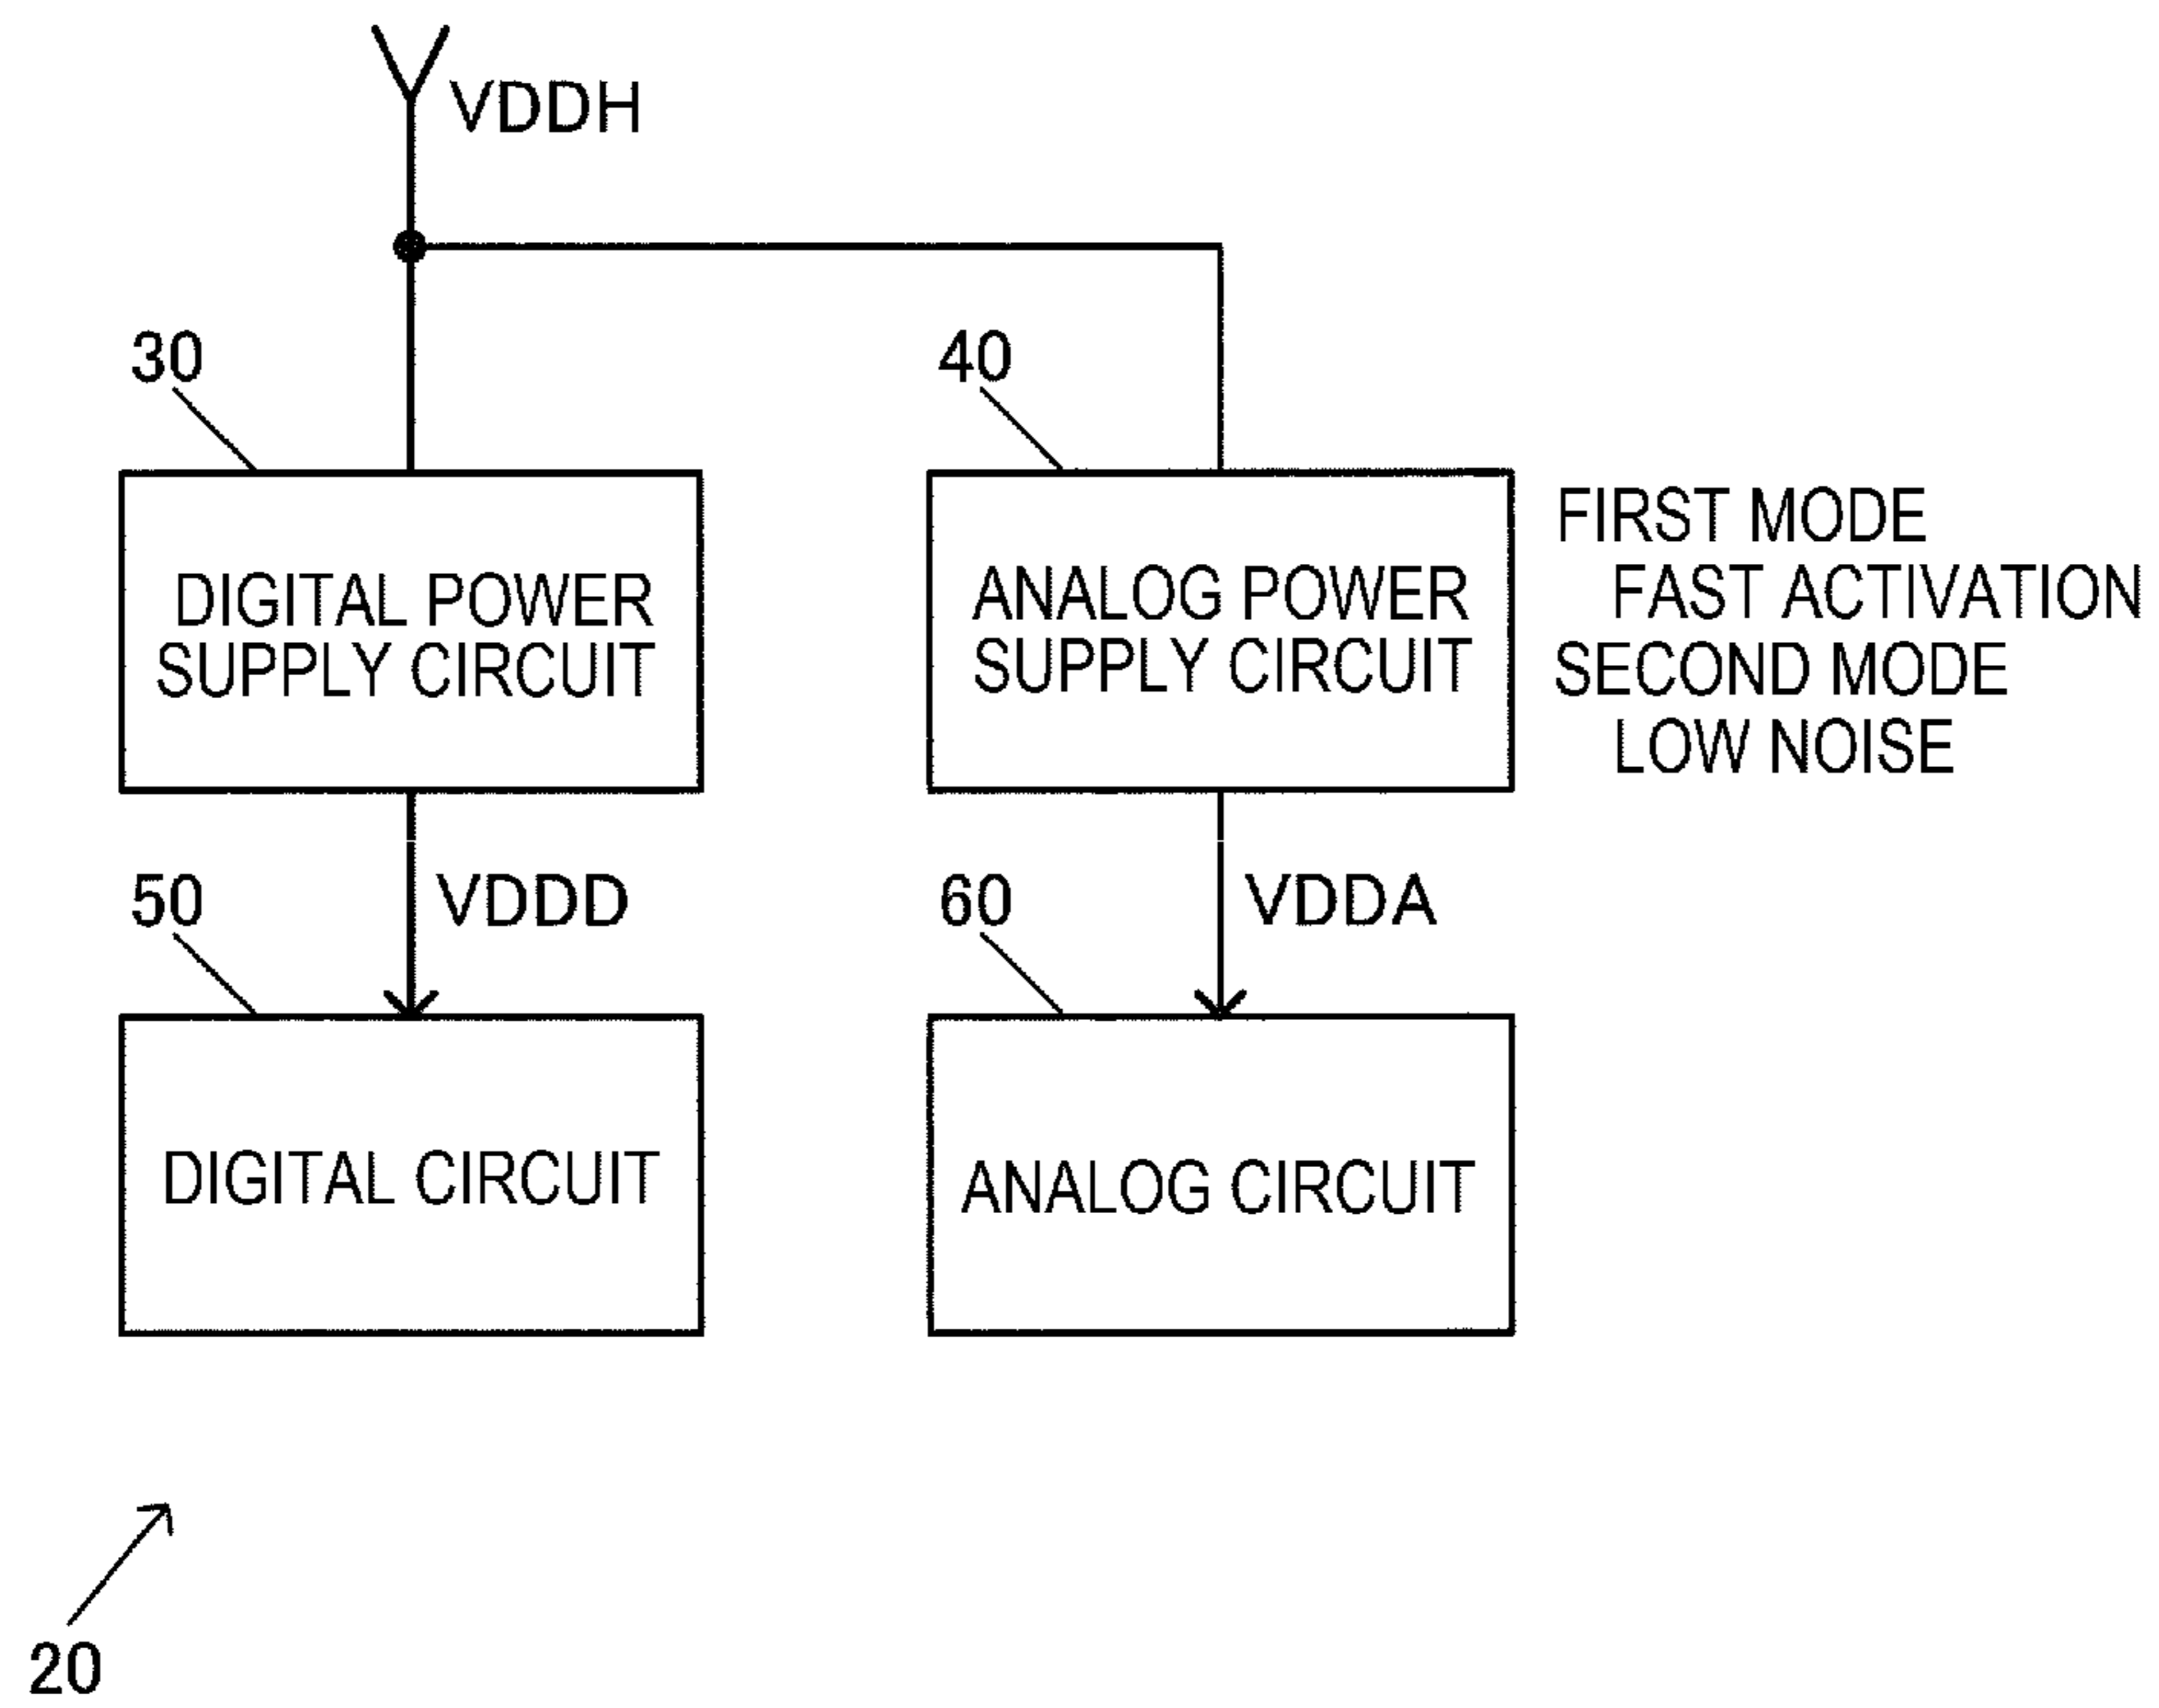 VDDH
30
40
DIGITAL POWER
SUPPLY CIRCUIT
ANALOG POWER
SUPPLY CIRCUIT
FIRST MODE
FAST ACTIVATION
SECOND MODE
LOW NOISE
50
VDDD
60
VDDA
DIGITAL CIRCUIT
ANALOG CIRCUIT
20